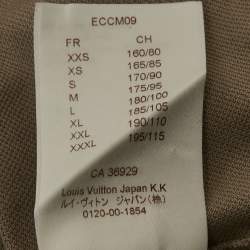 ECCM09
FR CH
XXS 160/80
XS 165/85
S 170/90
M 175/95
L 180/100
XL 185/105
XXL 190/110
XXXL 195/115
CA 36929
Louis Vuitton Japan K.K
ルイ・ヴィトン ジャパン(株)
0120-00-1854